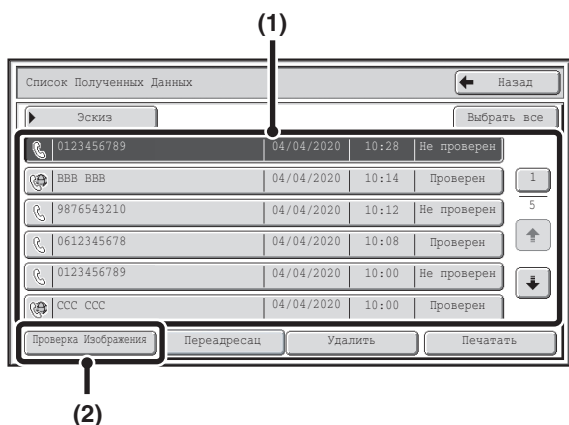 (1)
Список Полученных Данных
Назад
Эскиз
Выбрать все
0123456789 04/04/2020 10:28 Не проверен
BBB BBB 04/04/2020 10:14 Проверен
1
9876543210 04/04/2020 10:12 Не проверен
5
0612345678 04/04/2020 10:08 Проверен
0123456789 04/04/2020 10:00 Не проверен
CCC CCC 04/04/2020 10:00 Проверен
Проверка Изображения Переадресац Удалить Печатать
(2)